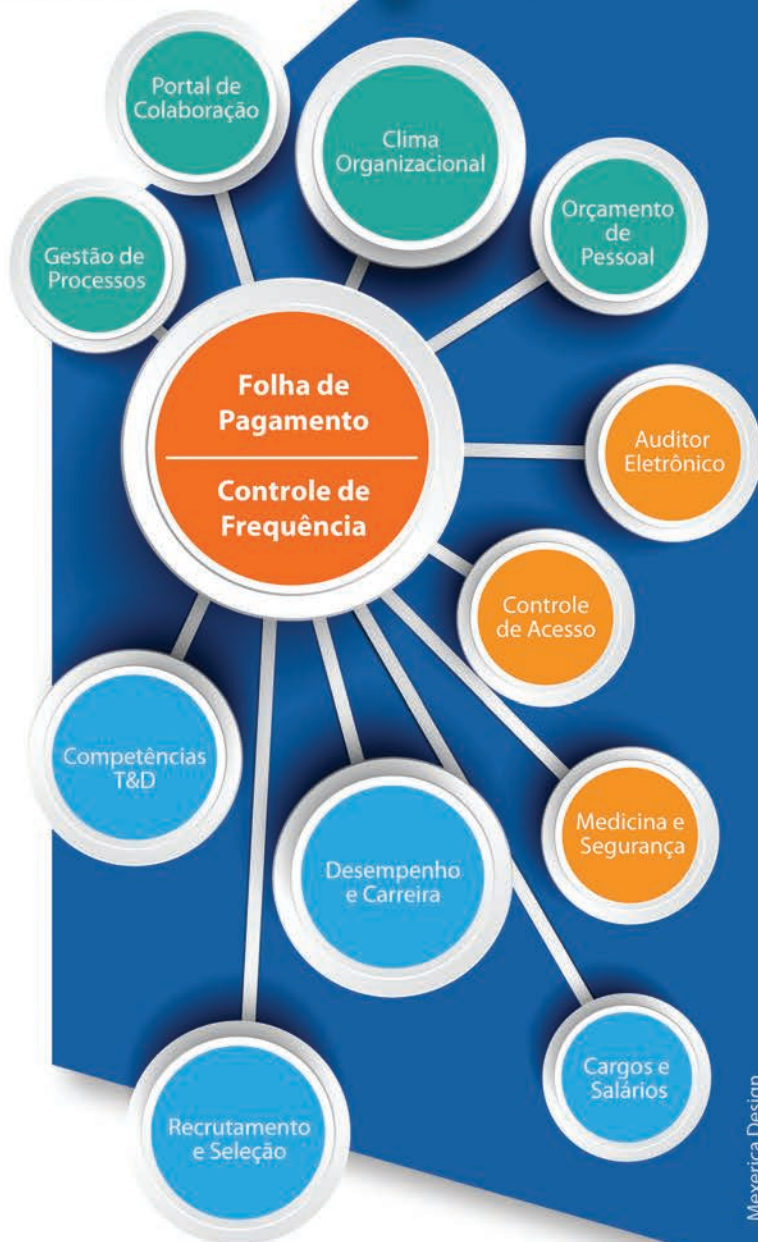 Portal de
Colaboração
Clima
Organizacional
Orçamento
de
Pessoal
Gestão de
Processos
Folha de
Pagamento
Controle de
Frequência
Auditor
Eletrônico
Controle
de Acesso
Competências
T&D
Medicina e
Segurança
Desempenho
e Carreira
Cargos e
Salários
Recrutamento
e Seleção
Mexerica Design